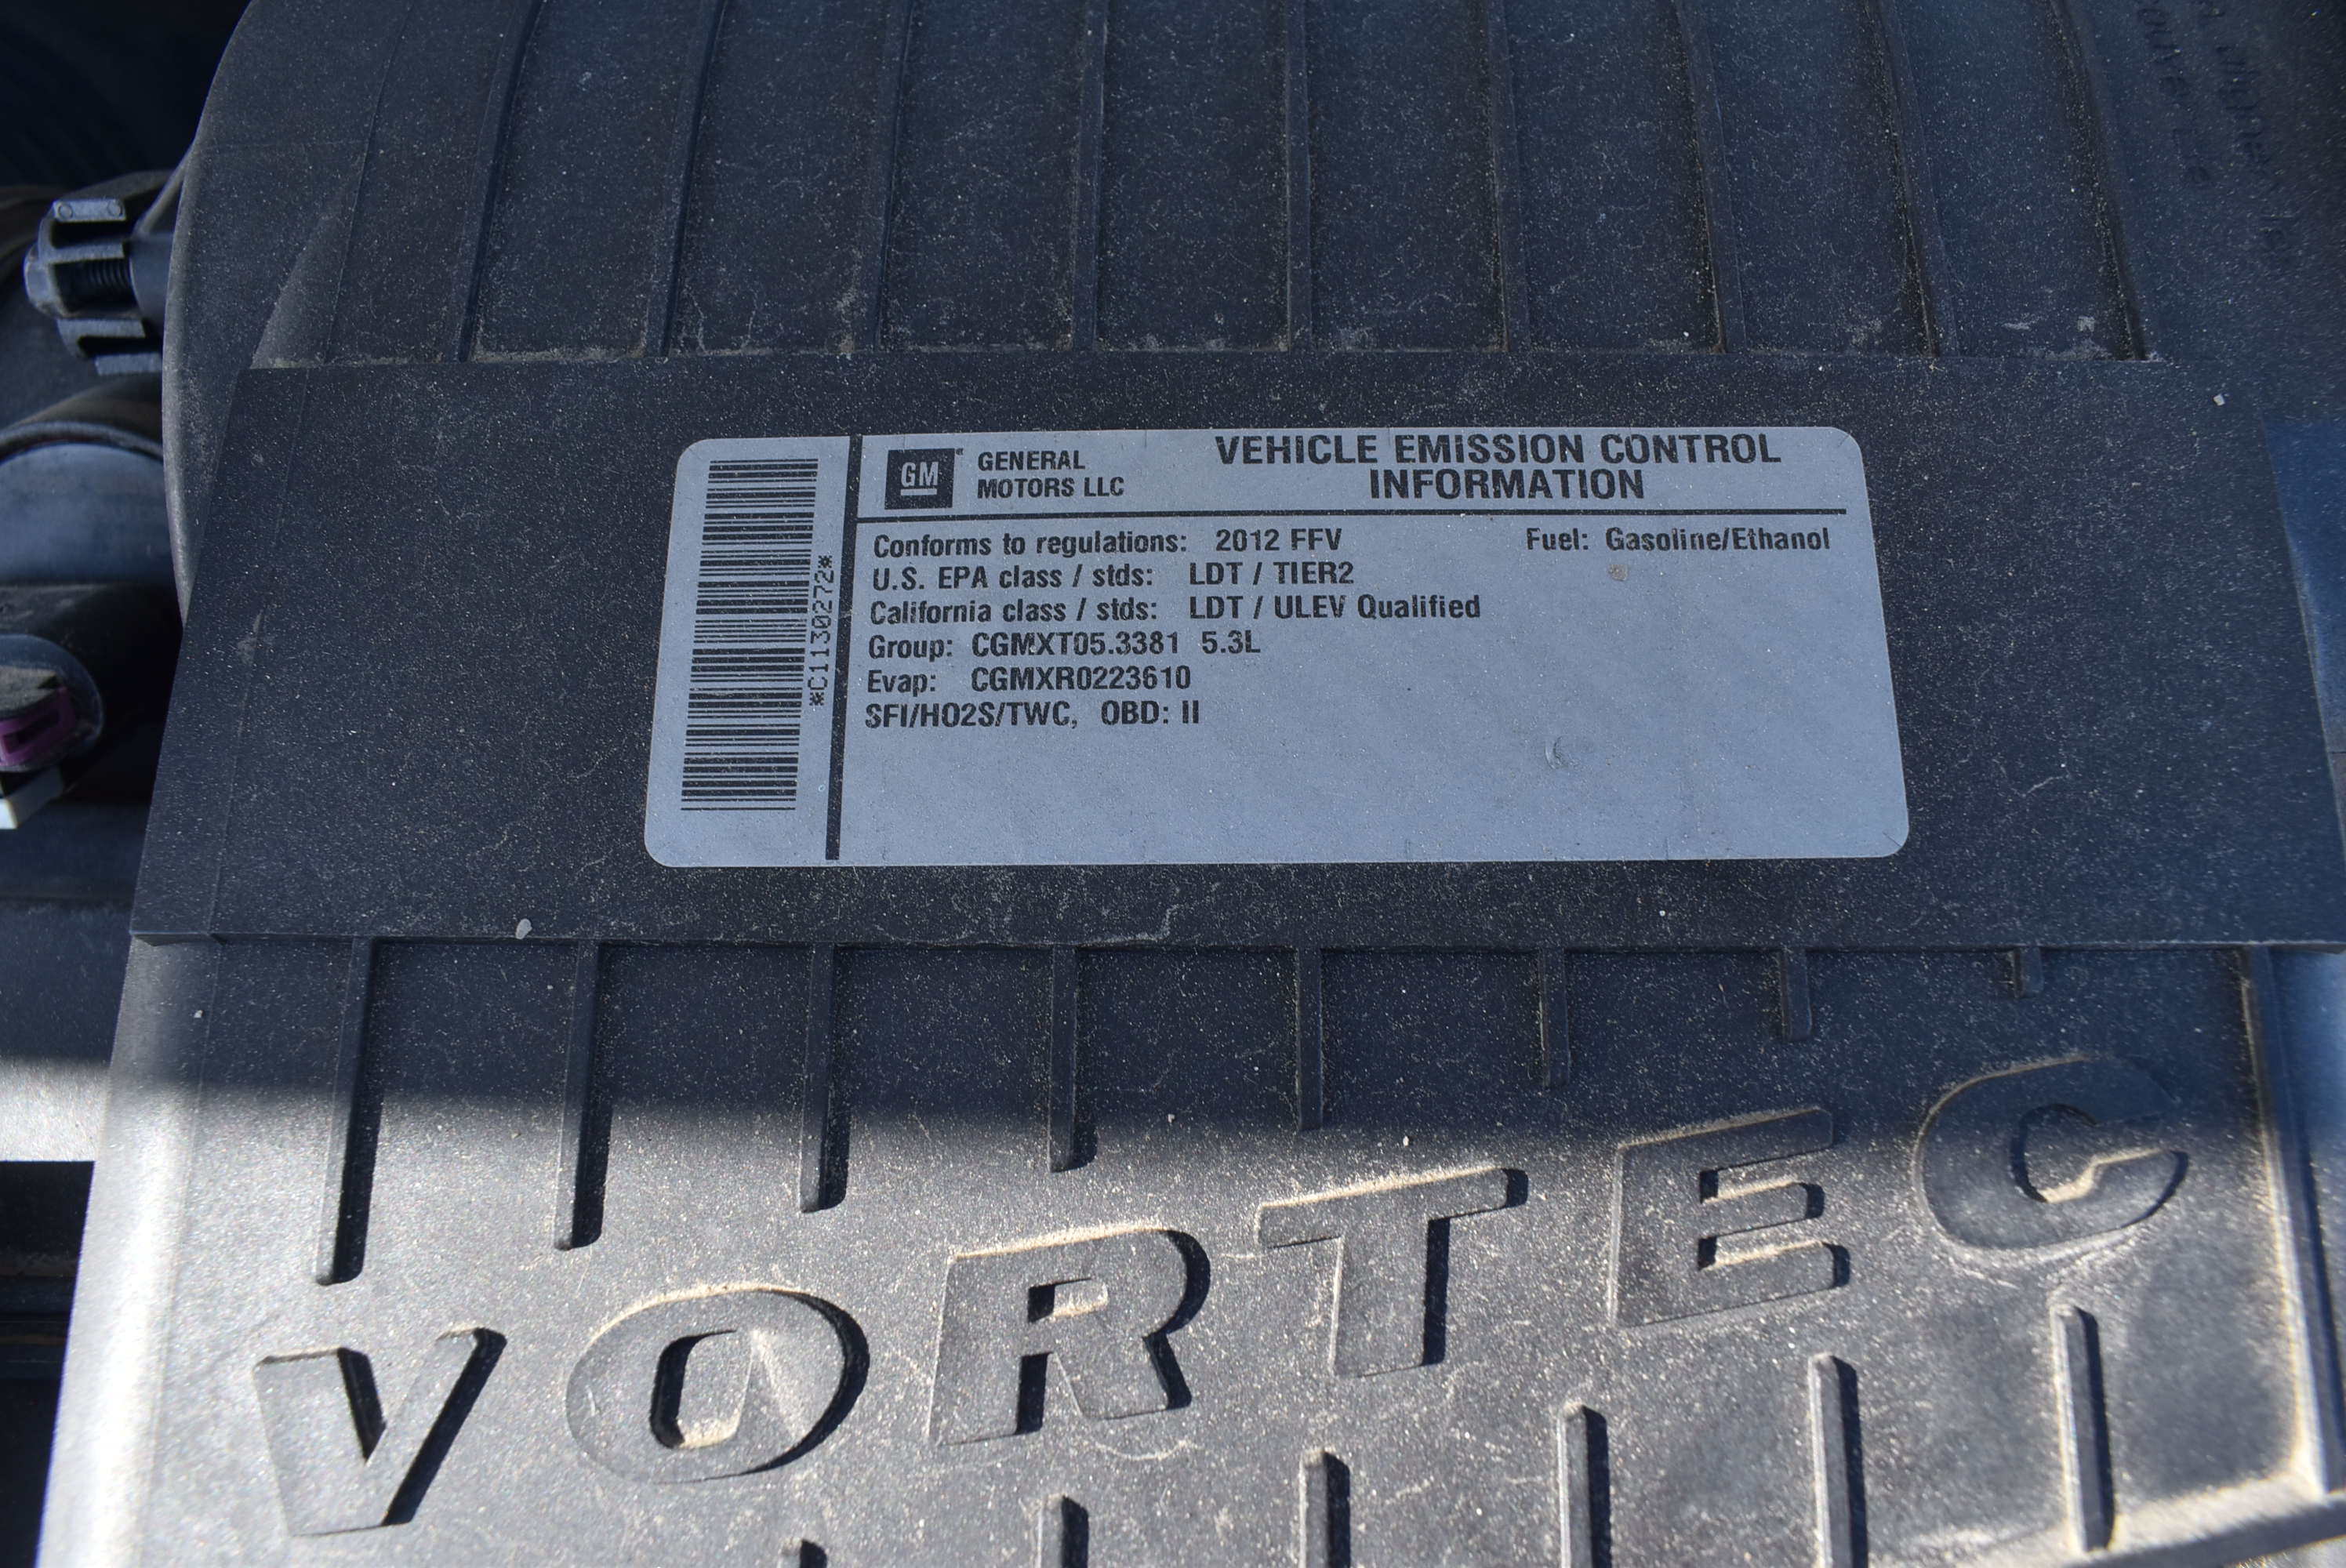 GM GENERAL
MOTORS LLC
VEHICLE EMISSION CONTROL
INFORMATION
Conforms to regulations: 2012 FFV Fuel: Gasoline/Ethanol
U.S. EPA class / stds: LDT / TIER2
California class / stds: LDT / ULEV Qualified
Group: CGMXT05.3381 5.3L
Evap: CGMXR0223610
SFI/HO2S/TWC, OBD: II
*C1130272*
VORTEC